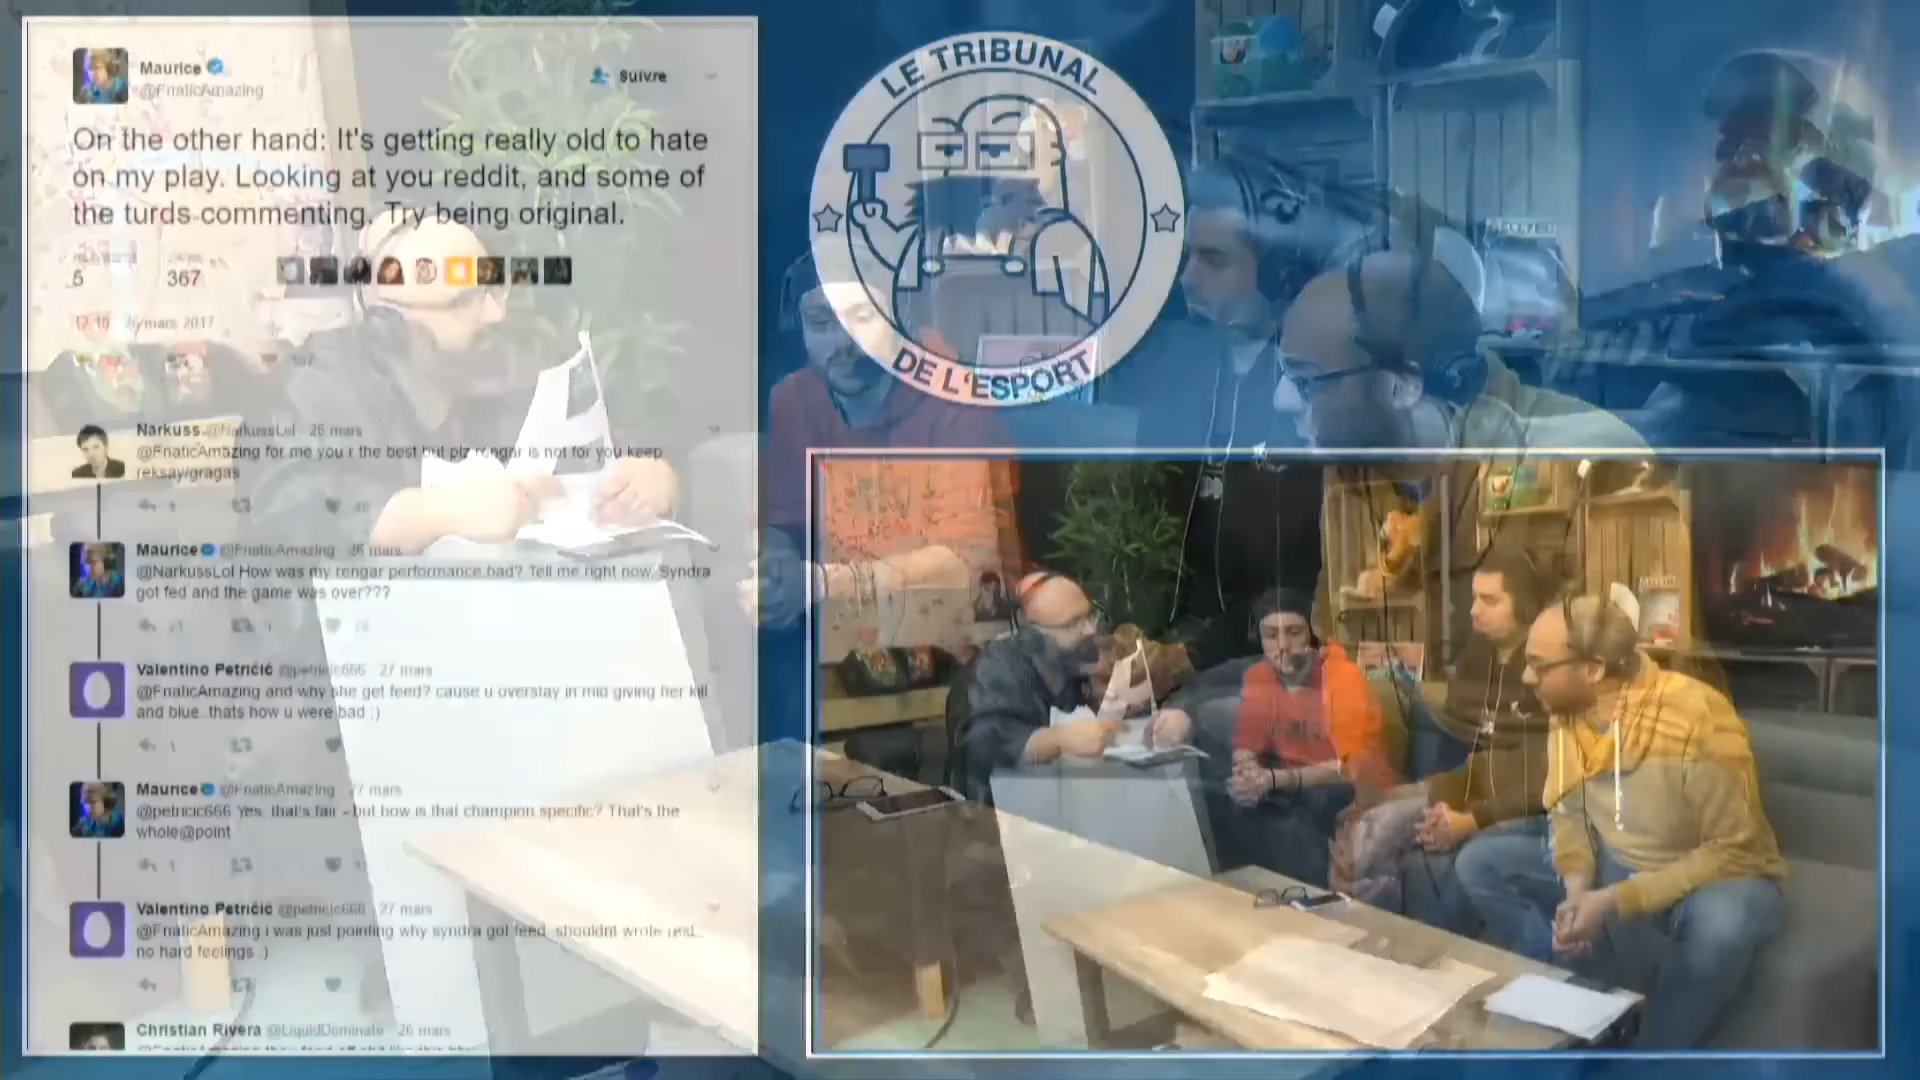 Maurice
@FnaticAmazing
Suivre
On the other hand: It's getting really old to hate
on my play. Looking at you reddit, and some of
the turds commenting. Try being original.
5
367
26 mars 2017
Narkuss @NarkussLol 26 mars
@FnaticAmazing for me you r the best but plz rengar is not for you keep
reksay/gragas
Maurice @FnaticAmazing 26 mars
@NarkussLol How was my rengar performance bad? Tell me right now. Syndra
got fed and the game was over???
Valentino Petričić @petricic666 27 mars
@FnaticAmazing and why she get feed? cause u overstay in mid giving her kill
and blue..thats how u were bad :)
Maurice @FnaticAmazing 27 mars
@petricic666 Yes, that's fair - but how is that champion specific? That's the
whole@point
Valentino Petričić @petricic666 27 mars
@FnaticAmazing i was just pointing why syndra got feed, shouldnt wrote rest..
no hard feelings :)
Christian Rivera @LiquidDominate 26 mars
LE TRIBUNAL
DE L'ESPORT